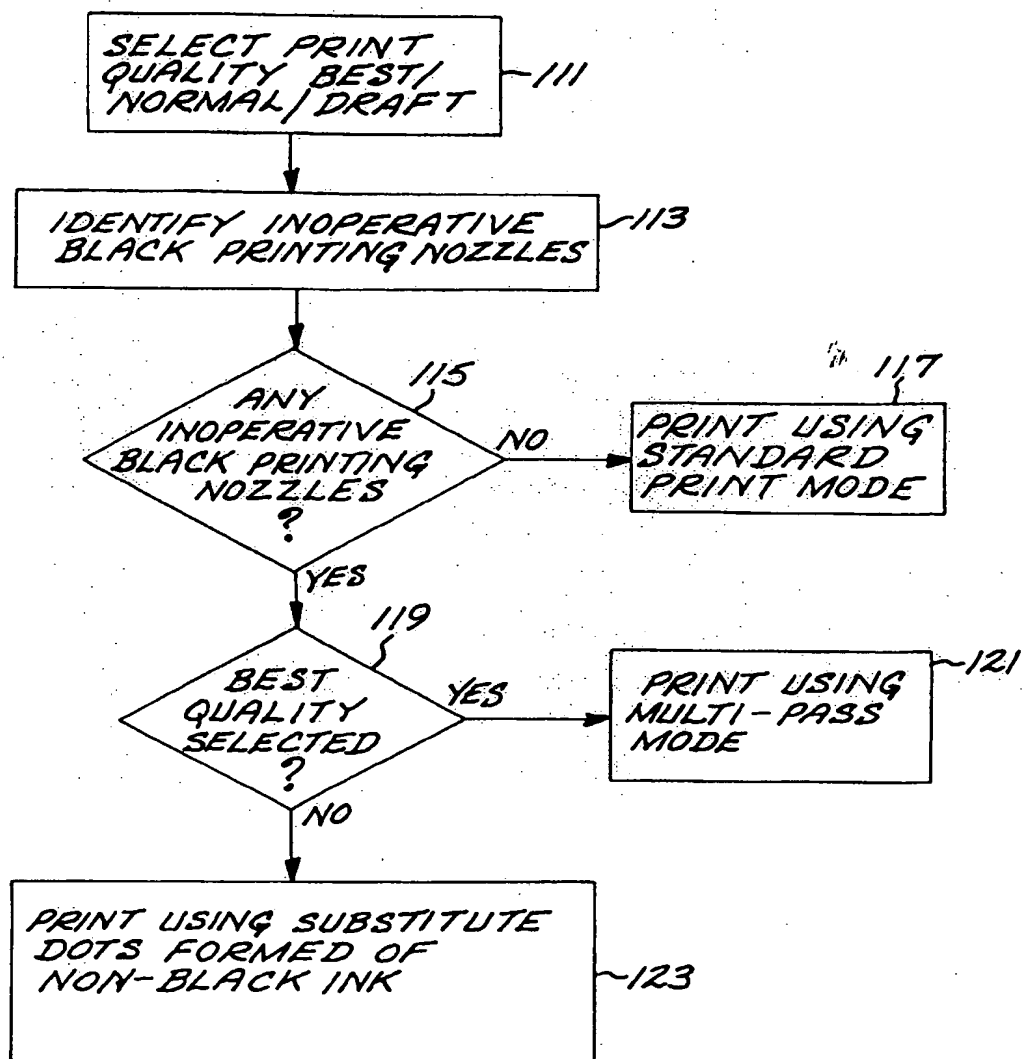 SELECT PRINT
QUALITY BEST/
NORMAL/DRAFT
111
IDENTIFY INOPERATIVE
BLACK PRINTING NOZZLES
113
115
ANY
INOPERATIVE
BLACK PRINTING
NOZZLES
?
NO
117
PRINT USING
STANDARD
PRINT MODE
YES
119
BEST
QUALITY
SELECTED
?
YES
121
PRINT USING
MULTI-PASS
MODE
NO
PRINT USING SUBSTITUTE
DOTS FORMED OF
NON-BLACK INK
123